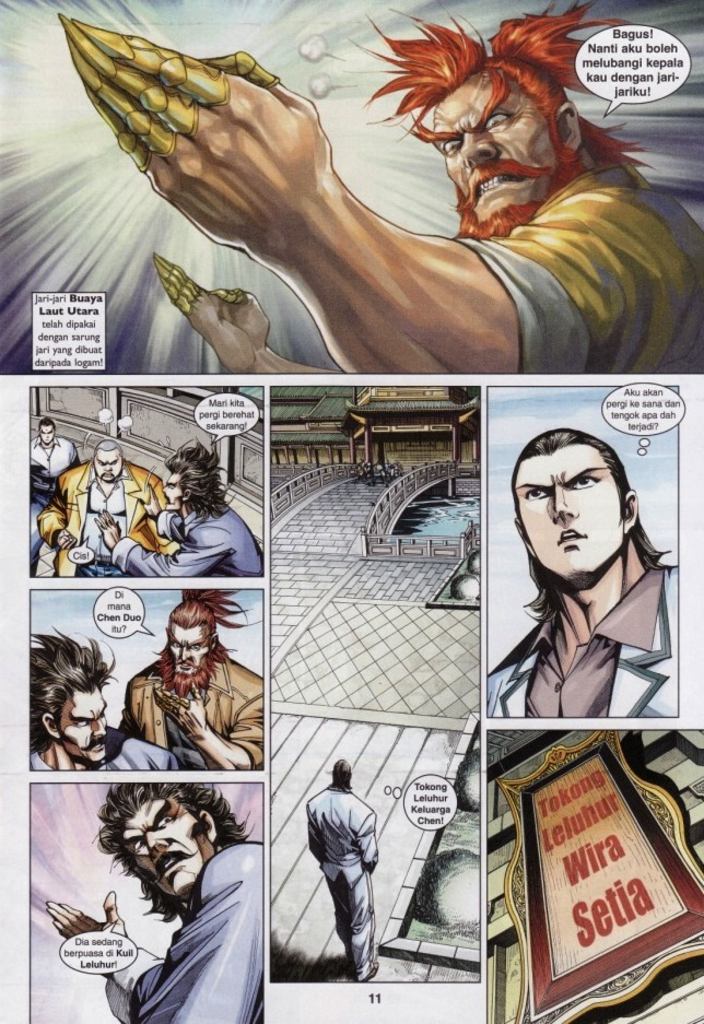 Bagus!
Nanti aku boleh
melubangi kepala
kau dengan jari-
jariku!
Jari-jari Buaya
Laut Utara
telah dipakai
dengan sarung
jari yang dibuat
daripada logam!
Mari kita
pergi berehat
sekarang!
Cis!
Di
mana
Chen Duo
itu?
Dia sedang
berpuasa di Kuil
Leluhur!
Tokong
Leluhur
Keluarga
Chen!
Aku akan
pergi ke sana dan
tengok apa dah
terjadi?
Tokong
Leluhur
Wira
Setia
11